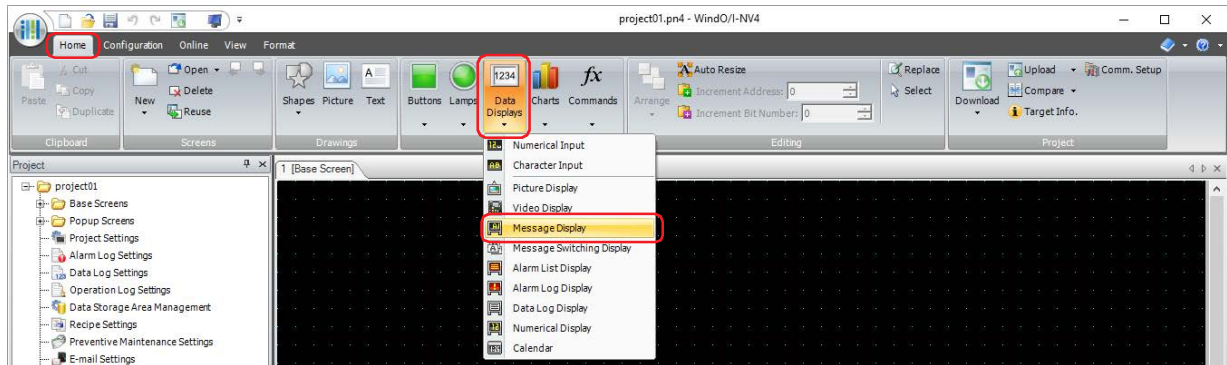 project01.pn4 - WindO/I-NV4
Home Configuration Online View Format
Paste Cut Copy Duplicate
New Open Delete Reuse
Shapes Picture Text
Buttons Lamps Data Displays Charts Commands
Arrange Auto Resize Increment Address: 0 Increment Bit Number: 0
Replace Select
Download Upload Compare Target Info. Comm. Setup
Clipboard Screens Drawings Editing Project
Project
1 [Base Screen]
project01
Base Screens
Popup Screens
Project Settings
Alarm Log Settings
Data Log Settings
Operation Log Settings
Data Storage Area Management
Recipe Settings
Preventive Maintenance Settings
E-mail Settings
Numerical Input
Character Input
Picture Display
Video Display
Message Display
Message Switching Display
Alarm List Display
Alarm Log Display
Data Log Display
Numerical Display
Calendar